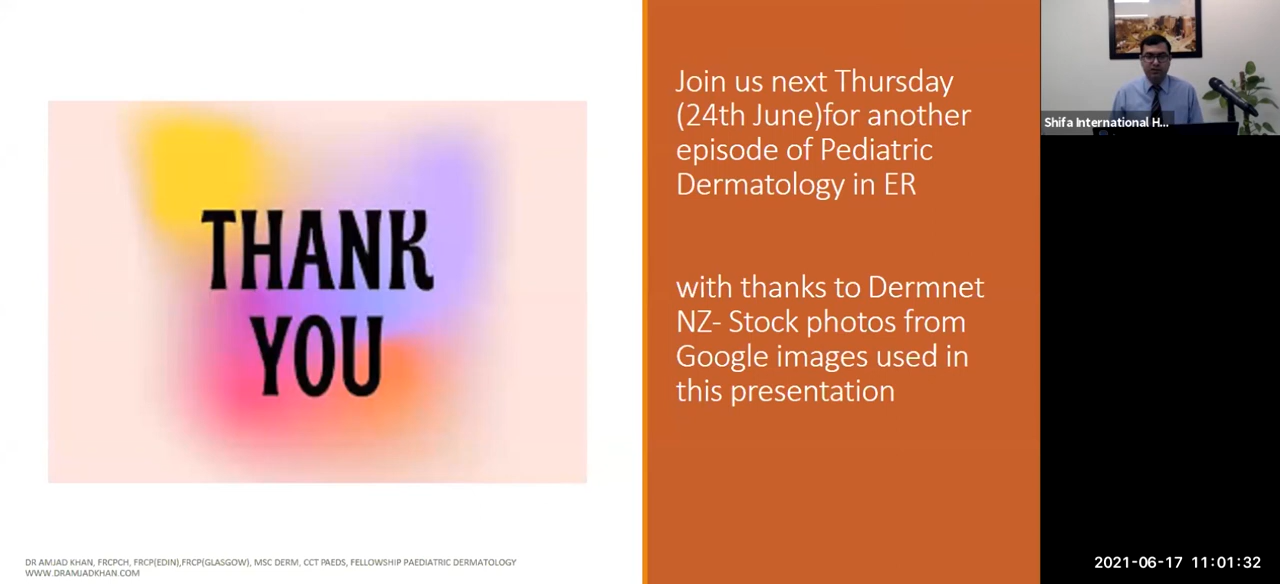 THANK
YOU
Join us next Thursday
(24th June)for another
episode of Pediatric
Dermatology in ER
with thanks to Dermnet
NZ- Stock photos from
Google images used in
this presentation
Shifa International H...
DR AMJAD KHAN, FRCPCH, FRCP(EDIN),FRCP(GLASGOW), MSC DERM, CCT PAEDS, FELLOWSHIP PAEDIATRIC DERMATOLOGY
WWW.DRAMJADKHAN.COM
2021-06-17 11:01:32